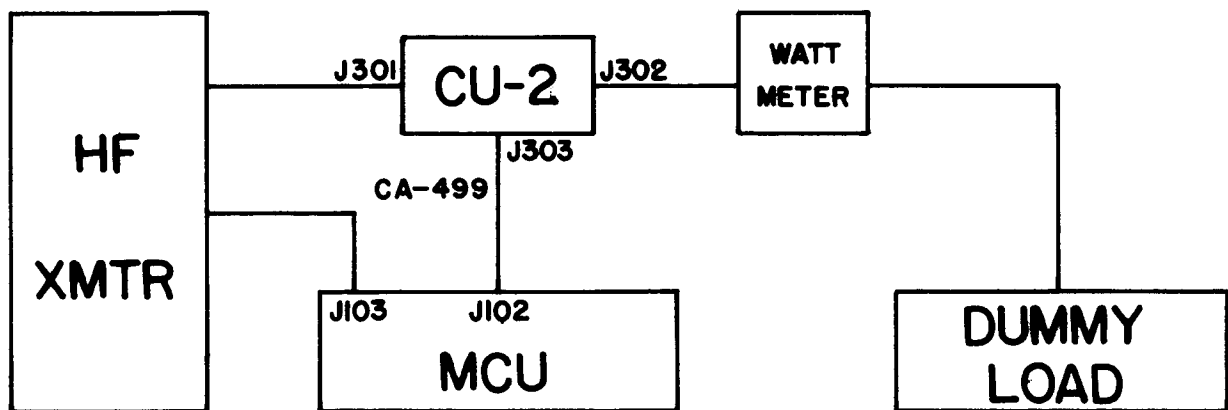 HF
XMTR
J301
CU-2
J302
J303
CA-499
WATT
METER
J103
J102
MCU
DUMMY
LOAD